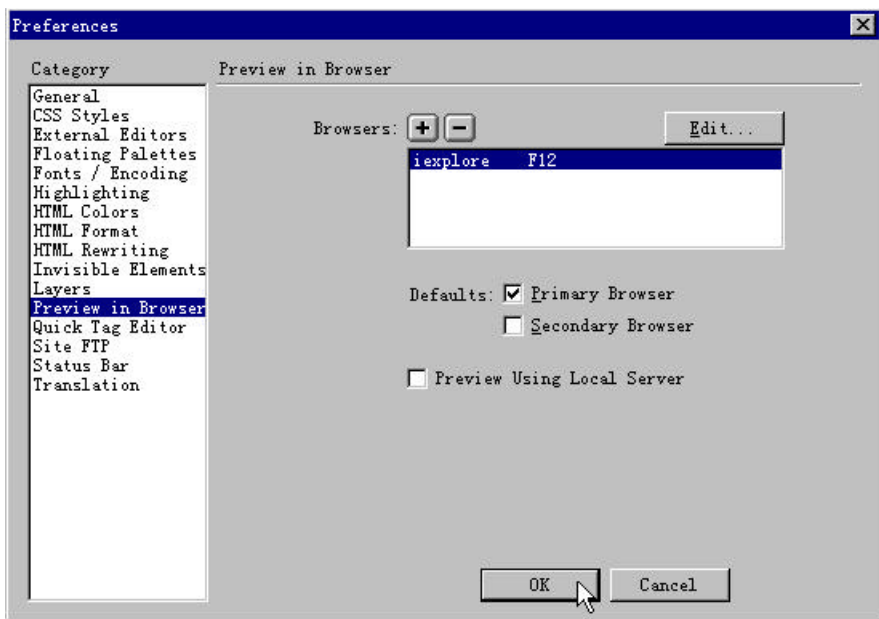 Preferences
Category
General
CSS Styles
External Editors
Floating Palettes
Fonts / Encoding
Highlighting
HTML Colors
HTML Format
HTML Rewriting
Invisible Elements
Layers
Preview in Browser
Quick Tag Editor
Site FTP
Status Bar
Translation
Preview in Browser
Browsers:
Edit...
iexplore F12
Defaults: Primary Browser
Secondary Browser
Preview Using Local Server
OK Cancel